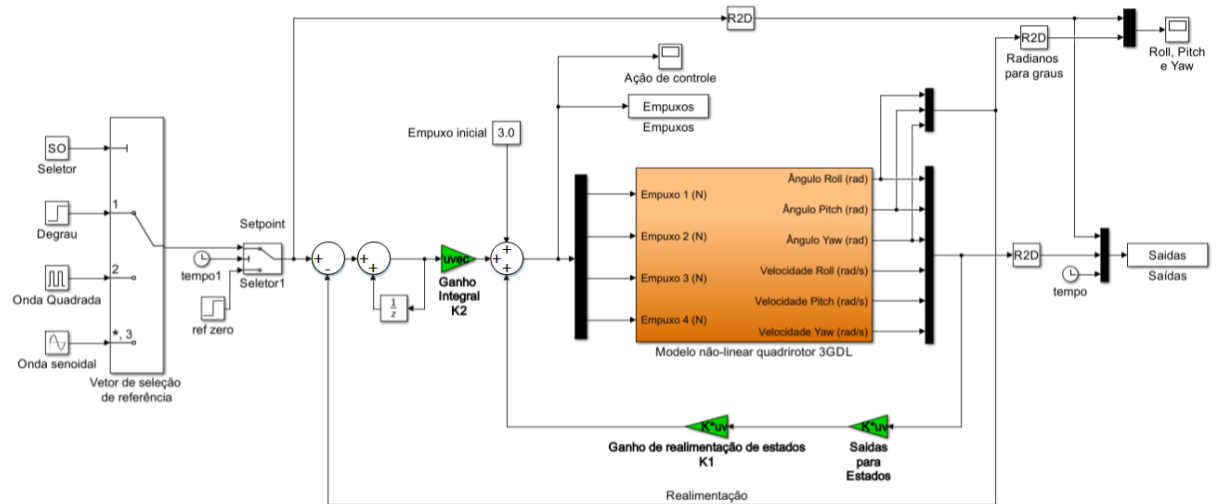 R2D
R2D
Radianos
para graus
Roll, Pitch
e Yaw
Ação de controle
Empuxos
Empuxos
Empuxo inicial
3.0
SO
Seletor
1
Degrau
2
Onda Quadrada
*, 3
Onda senoidal
Vetor de seleção
de referência
tempo1
ref zero
Setpoint
Seletor1
+
-
+
+
1
z
uvec
Ganho
Integral
K2
+
+
+
Empuxo 1 (N)
Empuxo 2 (N)
Empuxo 3 (N)
Empuxo 4 (N)
Ângulo Roll (rad)
Ângulo Pitch (rad)
Ângulo Yaw (rad)
Velocidade Roll (rad/s)
Velocidade Pitch (rad/s)
Velocidade Yaw (rad/s)
Modelo não-linear quadrirotor 3GDL
R2D
tempo
Saidas
Saídas
K*uv
Ganho de realimentação de estados
K1
K*uv
Saidas
para
Estados
Realimentação